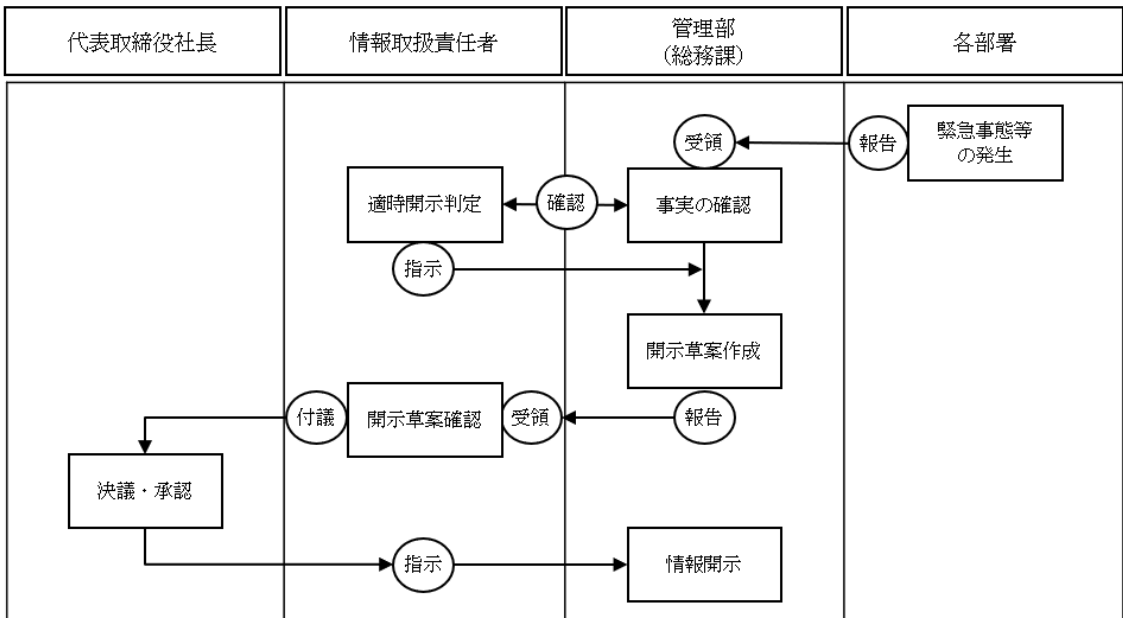 代表取締役社長
情報取扱責任者
管理部
(総務課)
各部署
緊急事態等
の発生
報告
受領
事実の確認
確認
適時開示判定
指示
開示草案作成
報告
受領
開示草案確認
付議
決議・承認
指示
情報開示